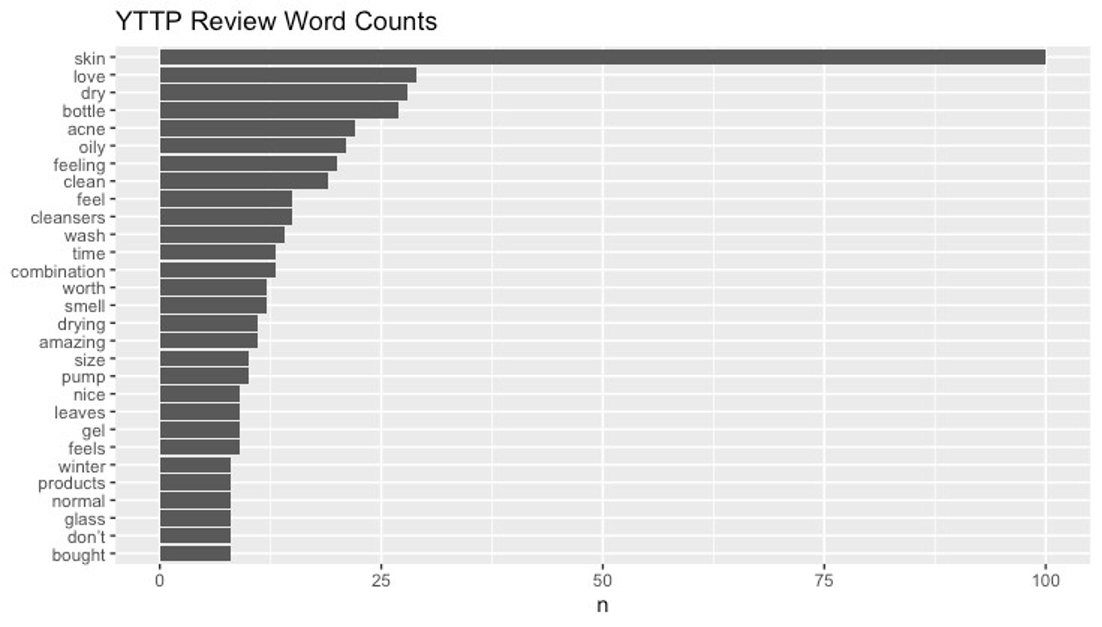 YTTP Review Word Counts
skin
love
dry
bottle
acne
oily
feeling
clean
feel
cleansers
wash
time
combination
worth
smell
drying
amazing
size
pump
nice
leaves
gel
feels
winter
products
normal
glass
don't
bought
0 25 50 75 100
n